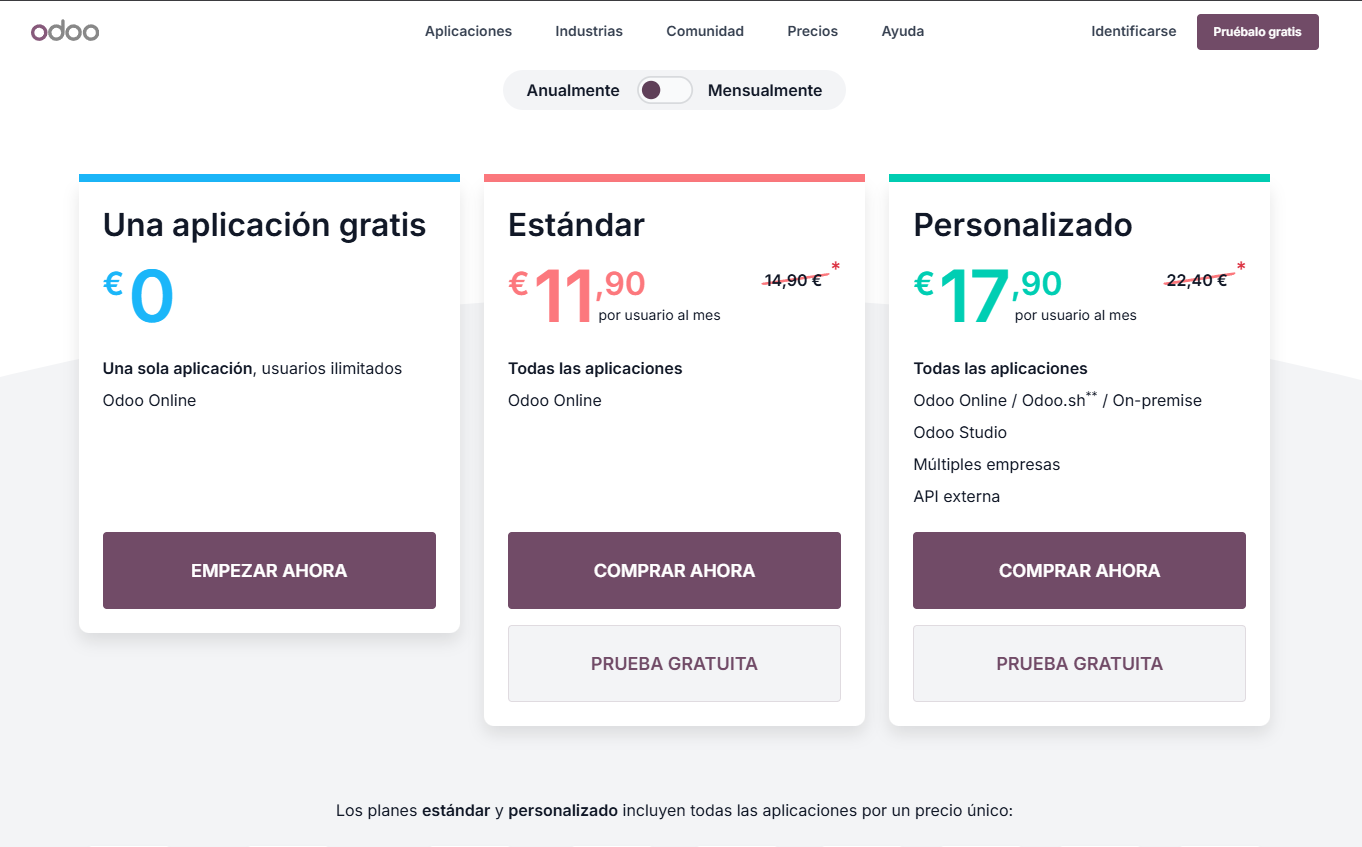 odoo
Aplicaciones Industrias Comunidad Precios Ayuda Identificarse Pruébalo gratis
Anualmente Mensualmente
Una aplicación gratis
€0
Una sola aplicación, usuarios ilimitados
Odoo Online
EMPEZAR AHORA
Estándar
€11,90 14,90 €*
por usuario al mes
Todas las aplicaciones
Odoo Online
COMPRAR AHORA
PRUEBA GRATUITA
Personalizado
€17,90 22,40 €*
por usuario al mes
Todas las aplicaciones
Odoo Online / Odoo.sh** / On-premise
Odoo Studio
Múltiples empresas
API externa
COMPRAR AHORA
PRUEBA GRATUITA
Los planes estándar y personalizado incluyen todas las aplicaciones por un precio único: